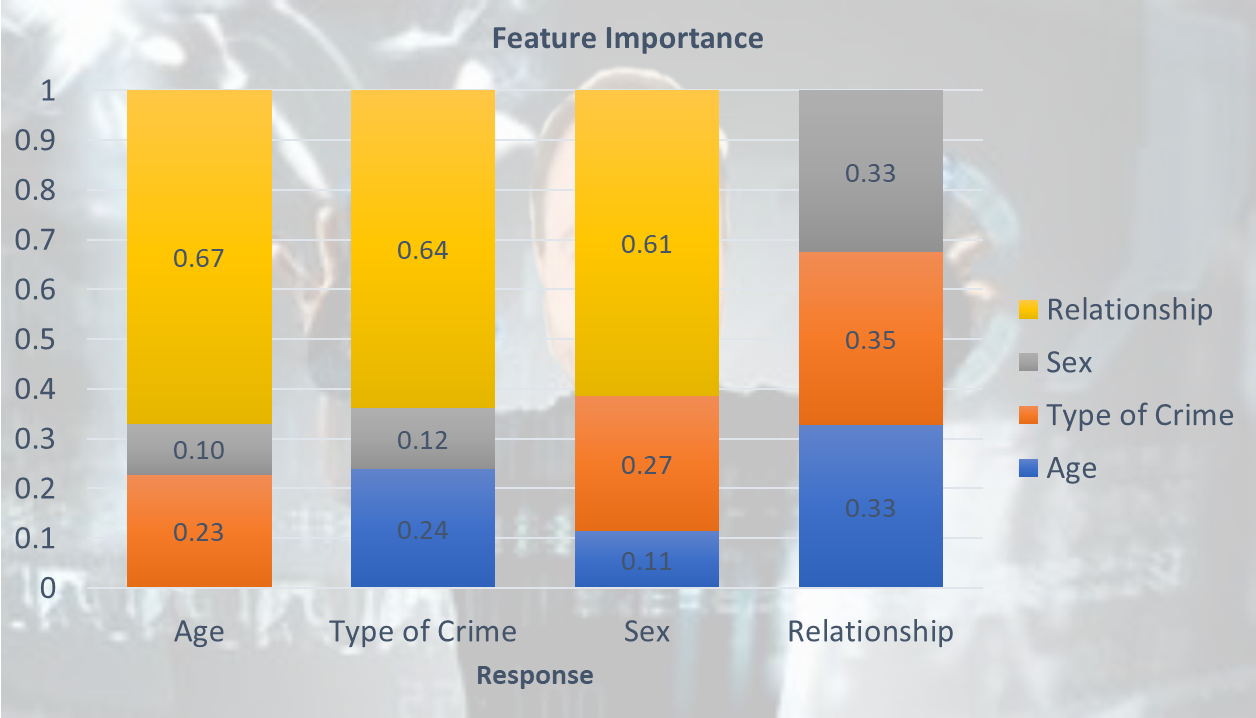 Feature Importance
1
0.9
0.8
0.7
0.6
0.5
0.4
0.3
0.2
0.1
0
0.67
0.10
0.23
0.64
0.12
0.24
0.61
0.27
0.11
0.33
0.35
0.33
Age
Type of Crime
Sex
Relationship
Response
Relationship
Sex
Type of Crime
Age